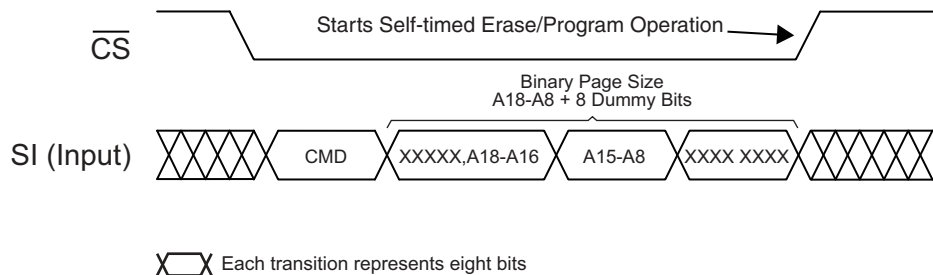 Starts Self-timed Erase/Program Operation
CS
Binary Page Size
A18-A8 + 8 Dummy Bits
SI (Input)
CMD
XXXXX,A18-A16
A15-A8
XXXX XXXX
Each transition represents eight bits